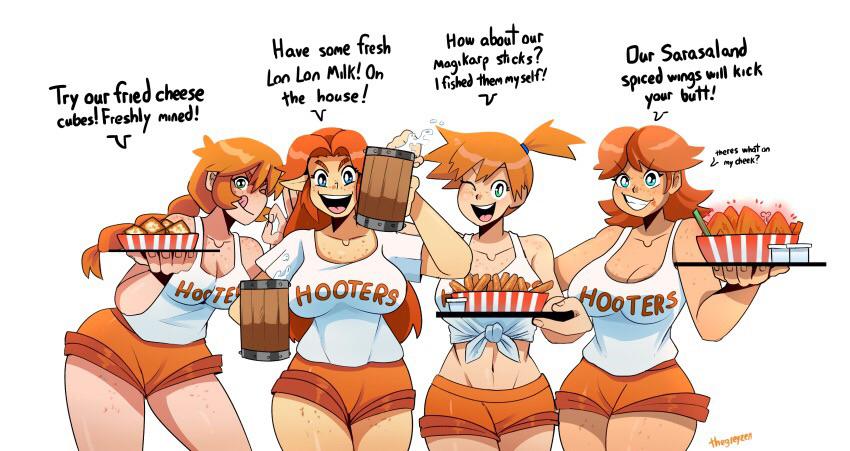 Try our fried cheese
cubes! Freshly mined!
Have some fresh
Lon Lon Milk! On
the house!
How about our
Magikarp sticks?
I fished them myself!
Our Sarasaland
spiced wings will kick
your butt!
theres what on
my cheek?
HOOTE
HOOTERS
H
HOOTERS
thegreyzen